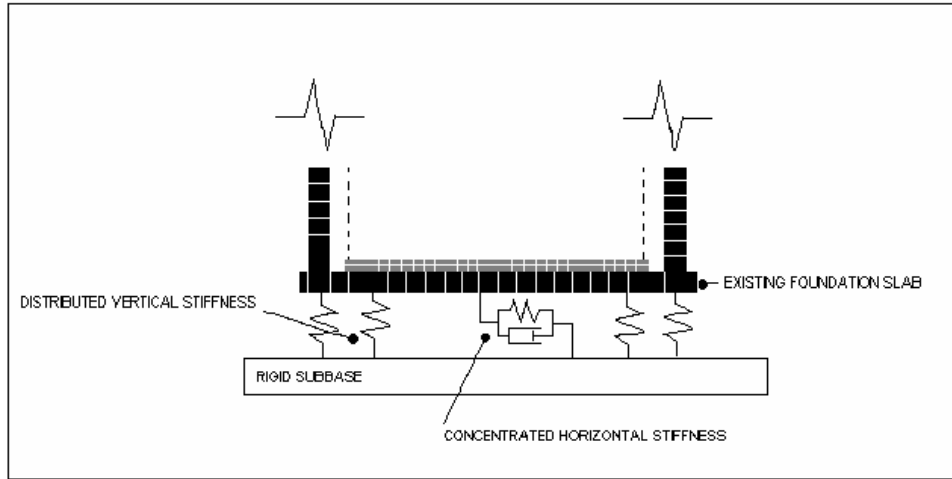 EXISTING FOUNDATION SLAB
DISTRIBUTED VERTICAL STIFFNESS
RIGID SUBBASE
CONCENTRATED HORIZONTAL STIFFNESS